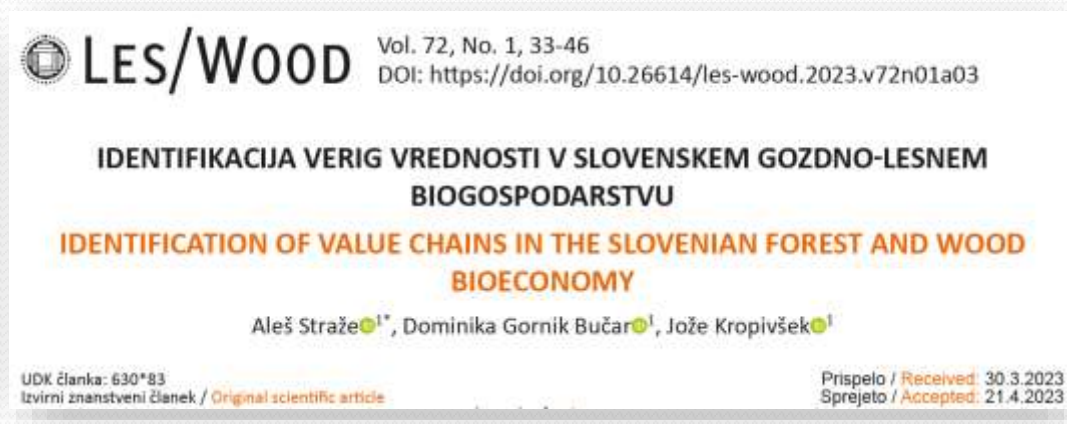 LES/WOOD
Vol. 72, No. 1, 33-46
DOI: https://doi.org/10.26614/les-wood.2023.v72n01a03
IDENTIFIKACIJA VERIG VREDNOSTI V SLOVENSKEM GOZDNO-LESNEM
BIOGOSPODARSTVU
IDENTIFICATION OF VALUE CHAINS IN THE SLOVENIAN FOREST AND WOOD
BIOECONOMY
Aleš Straže1*, Dominika Gornik Bučar1, Jože Kropivšek1
UDK članka: 630*83
Izvirni znanstveni članek / Original scientific article
Prispelo / Received: 30.3.2023
Sprejeto / Accepted: 21.4.2023